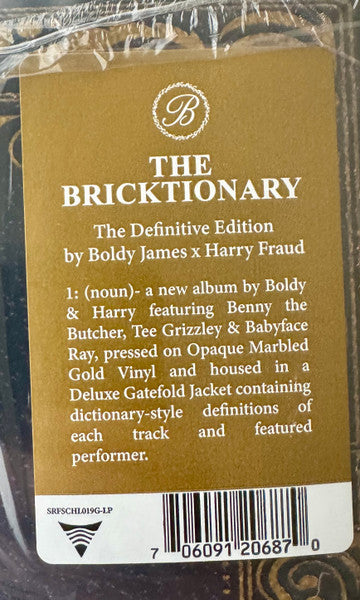 B
THE
BRICKTIONARY
The Definitive Edition
by Boldy James x Harry Fraud
1: (noun)- a new album by Boldy
& Harry featuring Benny the
Butcher, Tee Grizzley & Babyface
Ray, pressed on Opaque Marbled
Gold Vinyl and housed in a
Deluxe Gatefold Jacket containing
dictionary-style definitions of
each track and featured
performer.
SRFSCHL019G-LP
7 06091 20687 0